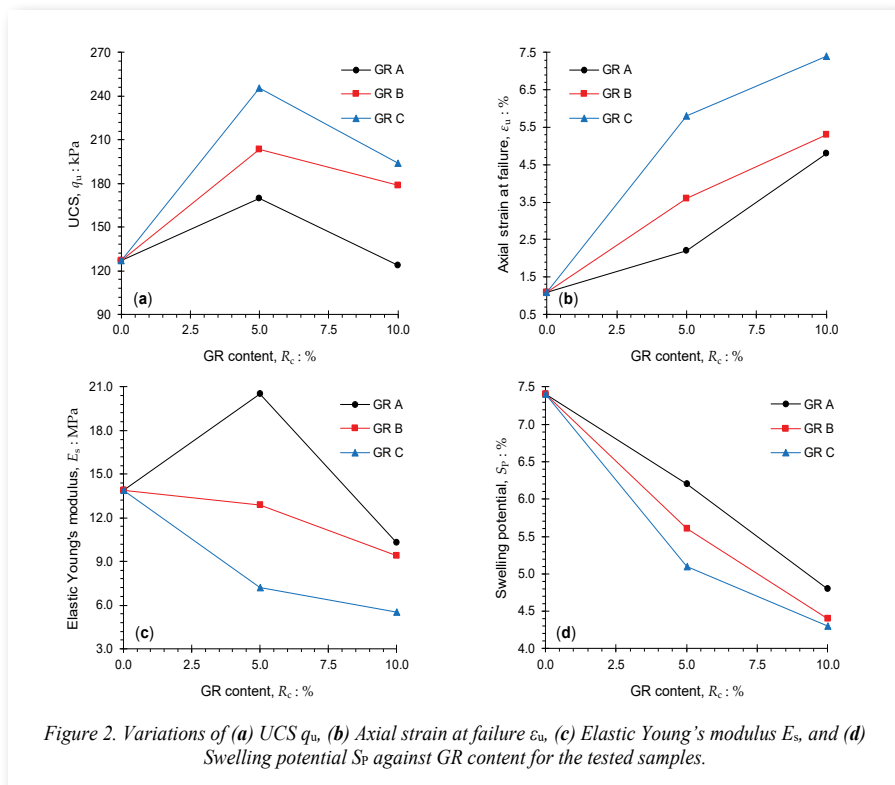 270
240
210
180
150
120
90
UCS, qu : kPa
GR A
GR B
GR C
(a)
0.0 2.5 5.0 7.5 10.0
GR content, Rc : %
7.5
6.5
5.5
4.5
3.5
2.5
1.5
0.5
Axial strain at failure, εu : %
GR A
GR B
GR C
(b)
0.0 2.5 5.0 7.5 10.0
GR content, Rc : %
21.0
18.0
15.0
12.0
9.0
6.0
3.0
Elastic Young's modulus, Es : MPa
GR A
GR B
GR C
(c)
0.0 2.5 5.0 7.5 10.0
GR content, Rc : %
7.5
7.0
6.5
6.0
5.5
5.0
4.5
4.0
Swelling potential, SP : %
GR A
GR B
GR C
(d)
0.0 2.5 5.0 7.5 10.0
GR content, Rc : %
Figure 2. Variations of (a) UCS qu, (b) Axial strain at failure εu, (c) Elastic Young's modulus Es, and (d)
Swelling potential SP against GR content for the tested samples.